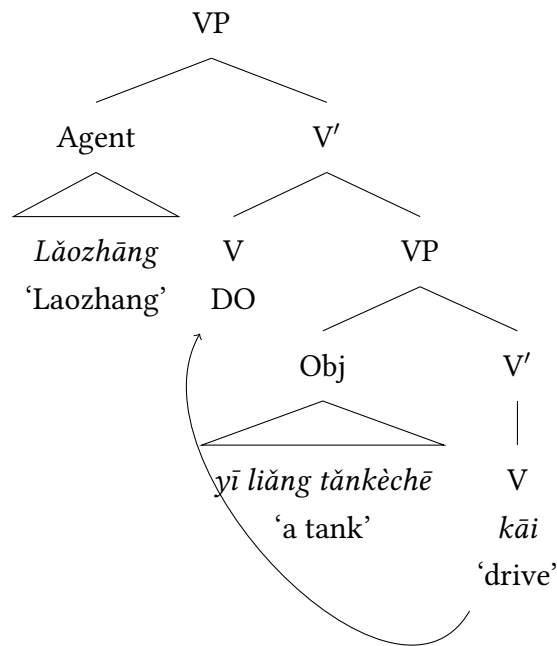 VP
Agent V′
Lǎozhāng V VP
‘Laozhang’ DO
Obj V′
yī liǎng tǎnkèchē V
‘a tank’ kāi
‘drive’